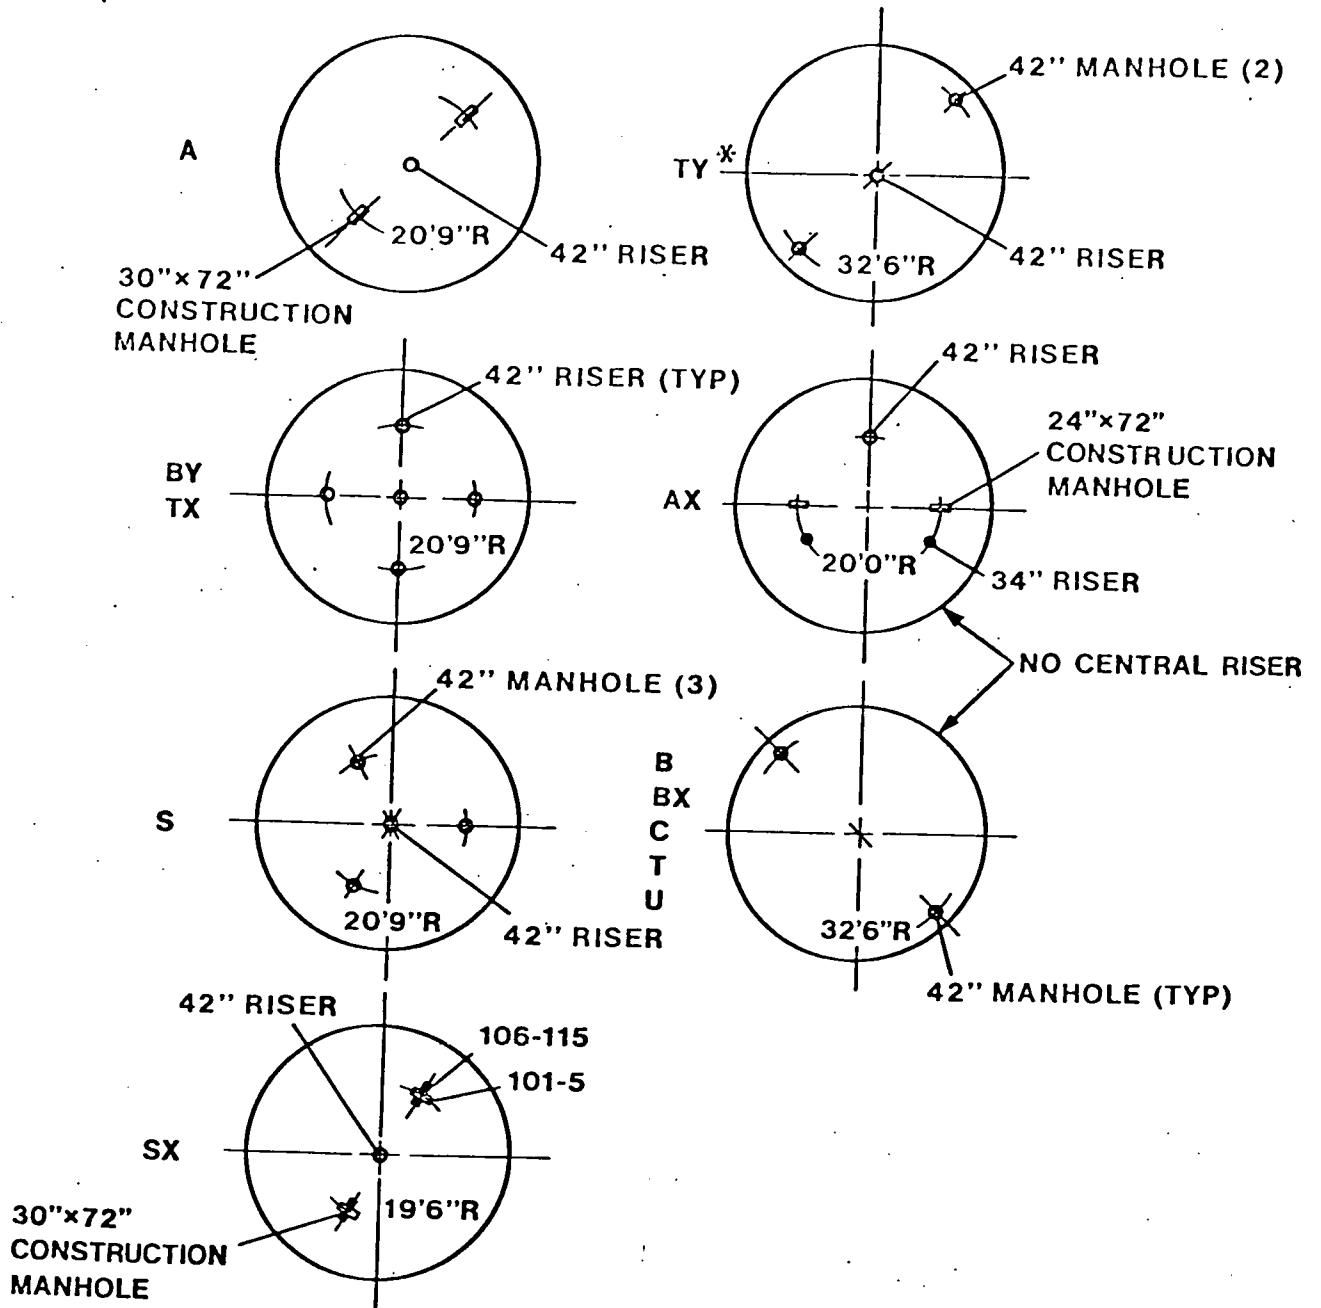 A
20'9"R
42" RISER
30"×72"
CONSTRUCTION
MANHOLE
TY*
42" MANHOLE (2)
32'6"R
42" RISER
BY
TX
42" RISER (TYP)
20'9"R
AX
42" RISER
24"×72"
CONSTRUCTION
MANHOLE
20'0"R
34" RISER
NO CENTRAL RISER
S
42" MANHOLE (3)
20'9"R
42" RISER
B
BX
C
T
U
32'6"R
42" MANHOLE (TYP)
SX
42" RISER
106-115
101-5
19'6"R
30"×72"
CONSTRUCTION
MANHOLE